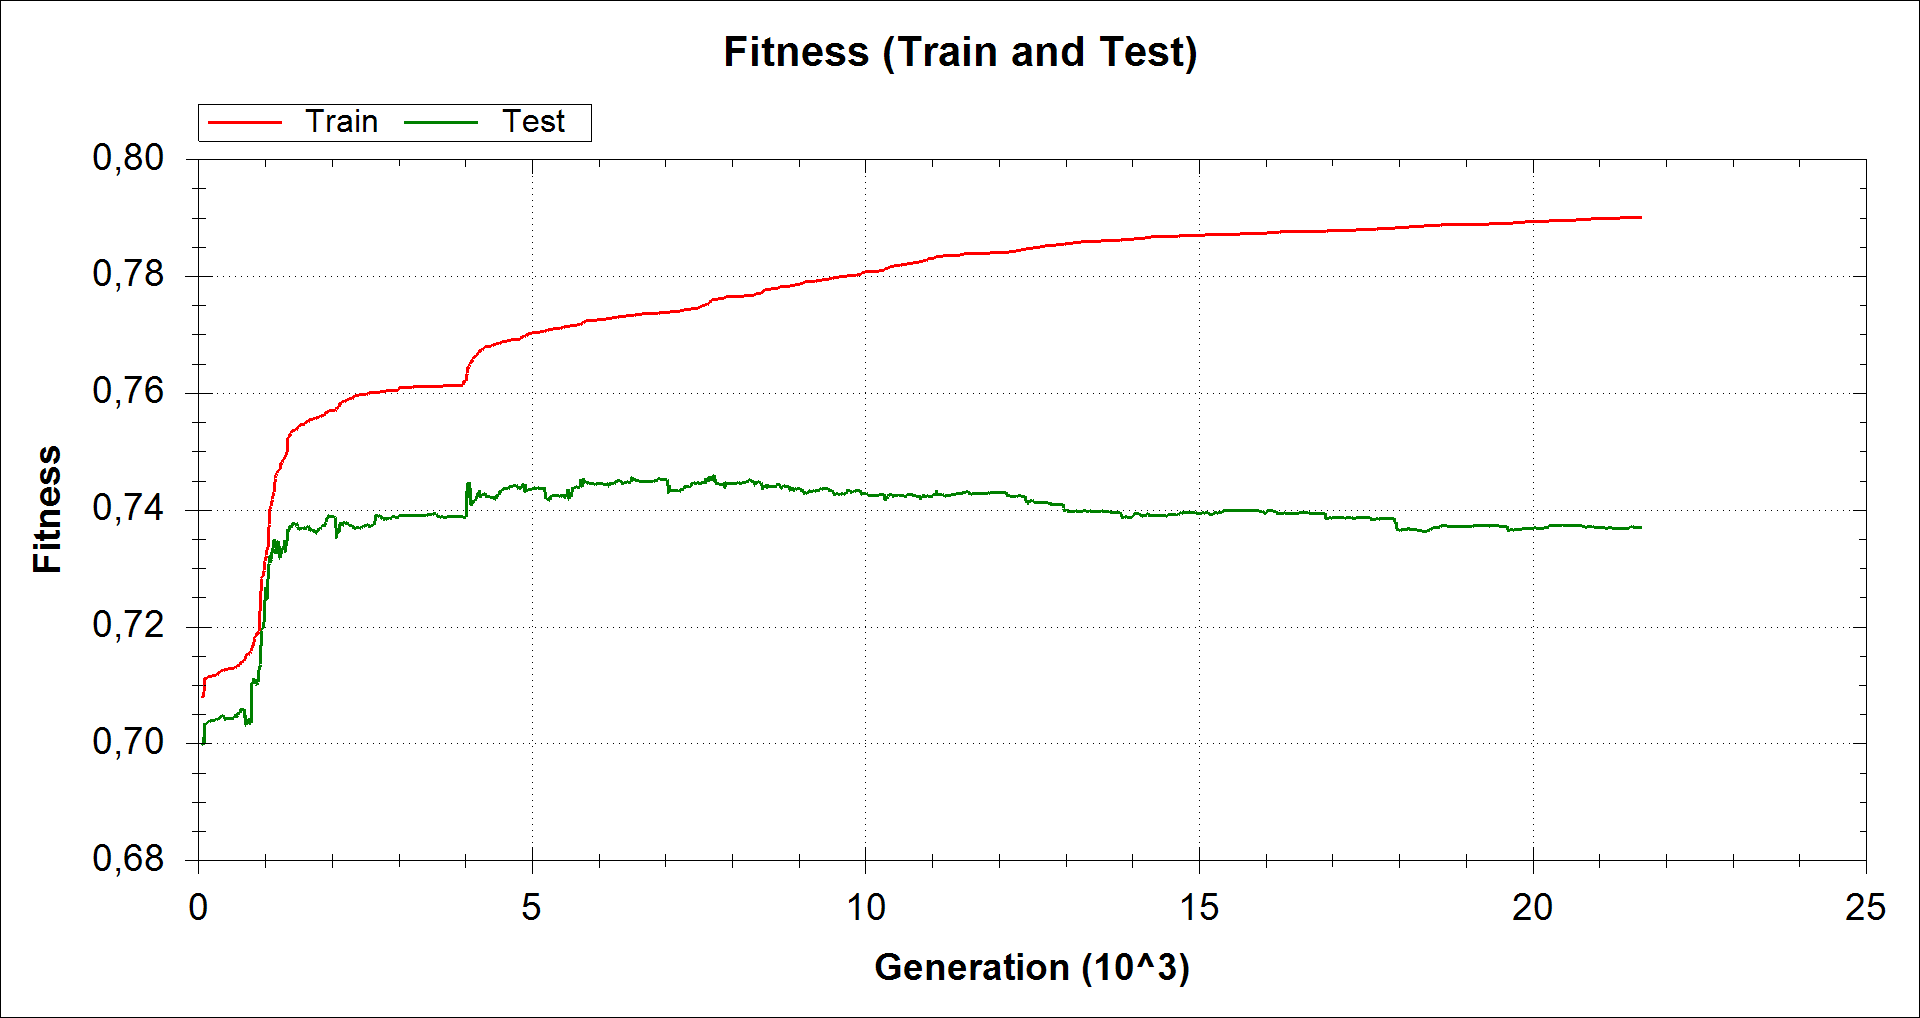 Fitness (Train and Test)
Train Test
0,80
0,78
0,76
0,74
0,72
0,70
0,68
Fitness
0 5 10 15 20 25
Generation (10^3)